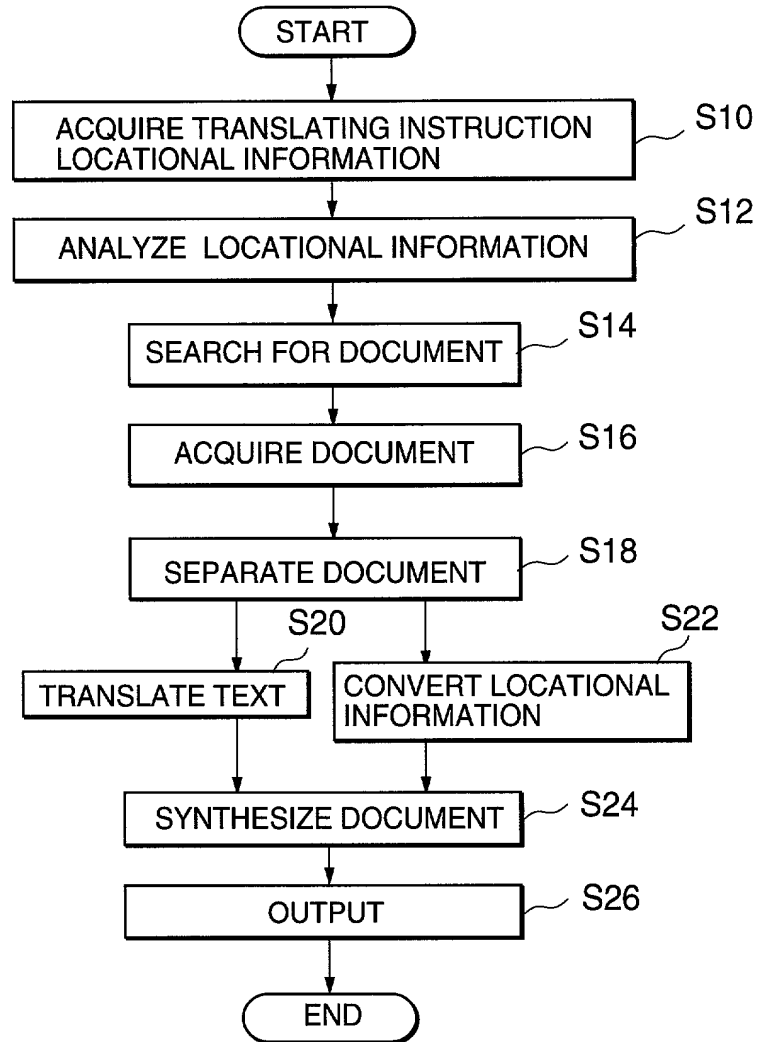 START
ACQUIRE TRANSLATING INSTRUCTION
LOCATIONAL INFORMATION
S10
ANALYZE LOCATIONAL INFORMATION
S12
SEARCH FOR DOCUMENT
S14
ACQUIRE DOCUMENT
S16
SEPARATE DOCUMENT
S18
S20
TRANSLATE TEXT
S22
CONVERT LOCATIONAL
INFORMATION
SYNTHESIZE DOCUMENT
S24
OUTPUT
S26
END